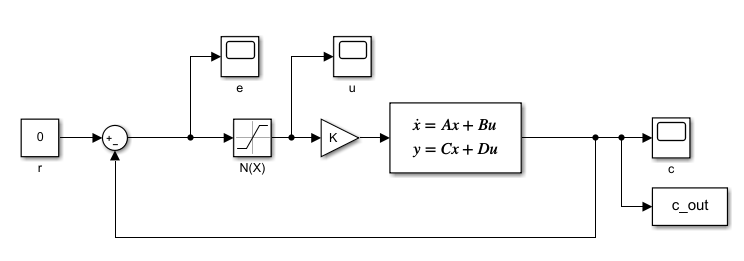 e
u
0
+
−
K
ẋ = Ax + Bu
y = Cx + Du
r
N(X)
c
c_out